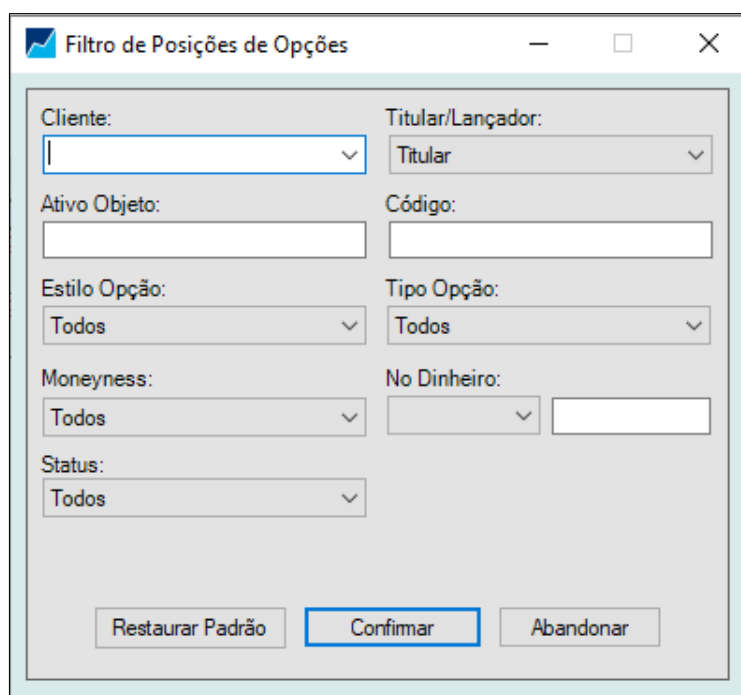 Filtro de Posições de Opções
Cliente: Titular/Lançador:
Titular
Ativo Objeto: Código:
Estilo Opção: Tipo Opção:
Todos Todos
Moneyness: No Dinheiro:
Todos
Status:
Todos
Restaurar Padrão Confirmar Abandonar